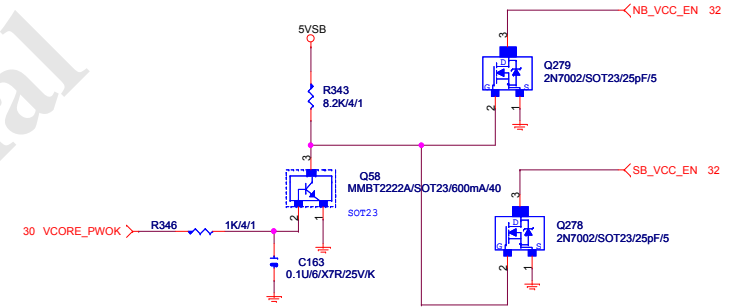 al
NB_VCC_EN 32
5VSB
3
D
G
S
Q279
2N7002/SOT23/25pF/5
R343
8.2K/4/1
2
1
3
Q58
MMBT2222A/SOT23/600mA/40
SOT23
SB_VCC_EN 32
3
30 VCORE_PWOK
R346
1K/4/1
2
1
D
G
S
Q278
2N7002/SOT23/25pF/5
C163
0.1U/6/X7R/25V/K
2
1